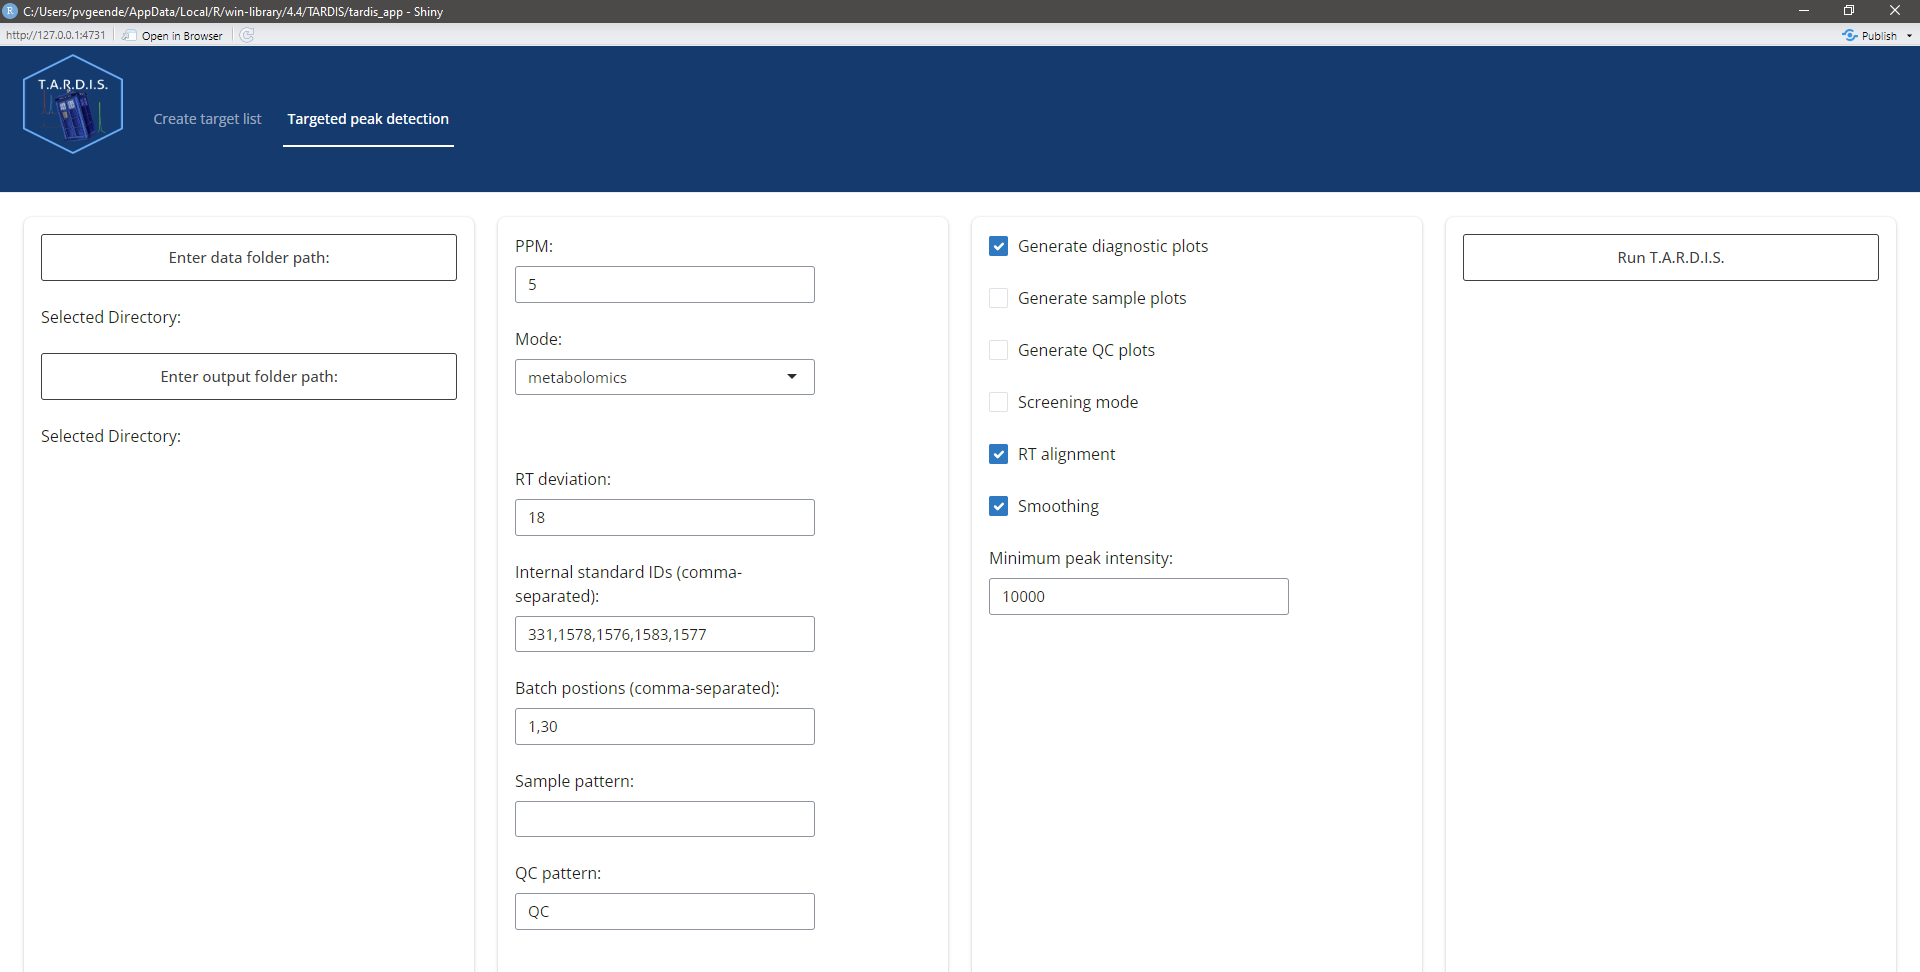 C:/Users/pvgeende/AppData/Local/R/win-library/4.4/TARDIS/tardis_app - Shiny
http://127.0.0.1:4731
Open in Browser
Publish
T.A.R.D.I.S.
Create target list
Targeted peak detection
Enter data folder path:
Selected Directory:
Enter output folder path:
Selected Directory:
PPM:
5
Mode:
metabolomics
RT deviation:
18
Internal standard IDs (comma-
separated):
331,1578,1576,1583,1577
Batch postions (comma-separated):
1,30
Sample pattern:
QC pattern:
QC
Generate diagnostic plots
Generate sample plots
Generate QC plots
Screening mode
RT alignment
Smoothing
Minimum peak intensity:
10000
Run T.A.R.D.I.S.